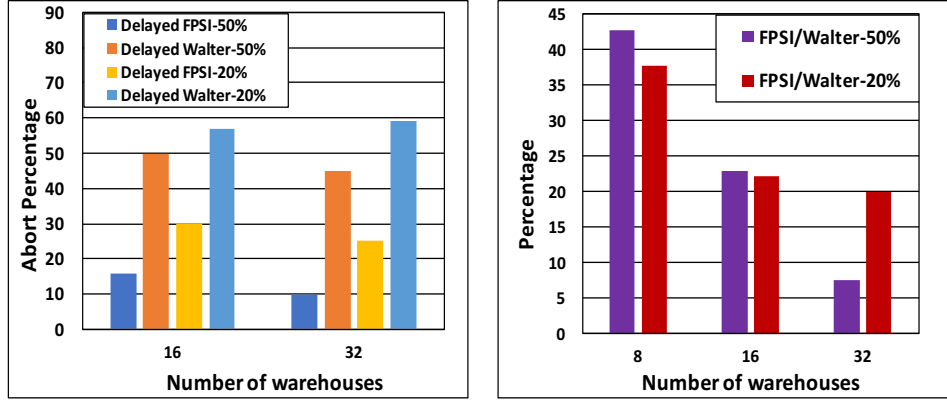 90
80
70
60
50
40
30
20
10
0
Abort Percentage
Delayed FPSI-50%
Delayed Walter-50%
Delayed FPSI-20%
Delayed Walter-20%
16 32
Number of warehouses
45
40
35
30
25
20
15
10
5
0
Percentage
FPSI/Walter-50%
FPSI/Walter-20%
8 16 32
Number of warehouses